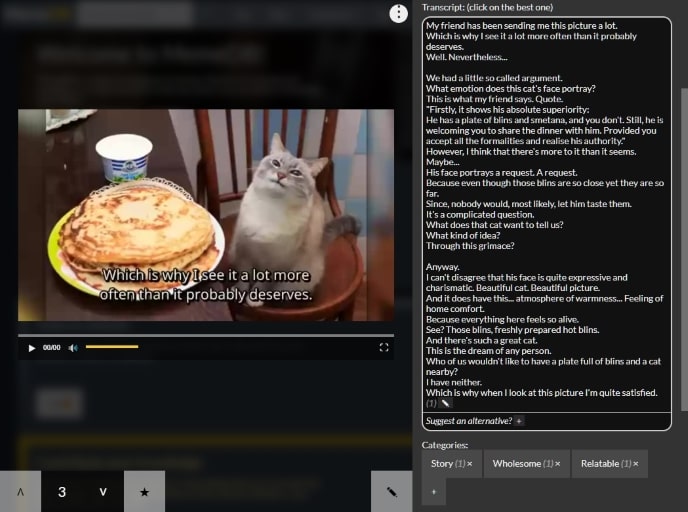 Transcript: (click on the best one)
My friend has been sending me this picture a lot.
Which is why I see it a lot more often than it probably
deserves.
Well. Nevertheless...
We had a little so called argument.
What emotion does this cat's face portray?
This is what my friend says. Quote.
"Firstly, it shows his absolute superiority:
He has a plate of blins and smetana, and you don't. Still, he is
welcoming you to share the dinner with him. Provided you
accept all the formalities and realise his authority."
However, I think that there's more to it than it seems.
Maybe...
His face portrays a request. A request.
Because even though those blins are so close yet they are so
far.
Since, nobody would, most likely, let him taste them.
It's a complicated question.
What does that cat want to tell us?
What kind of idea?
Through this grimace?
Anyway.
I can't disagree that his face is quite expressive and
charismatic. Beautiful cat. Beautiful picture.
And it does have this... atmosphere of warmness... Feeling of
home comfort.
Because everything here feels so alive.
See? Those blins, freshly prepared hot blins.
And there's such a great cat.
This is the dream of any person.
Who of us wouldn't like to have a plate full of blins and a cat
nearby?
I have neither.
Which is why when I look at this picture I'm quite satisfied.
(1)
Suggest an alternative? +
Categories:
Story (1) × Wholesome (1) × Relatable (1) ×
+
Which is why I see it a lot more
often than it probably deserves.
00/00
3